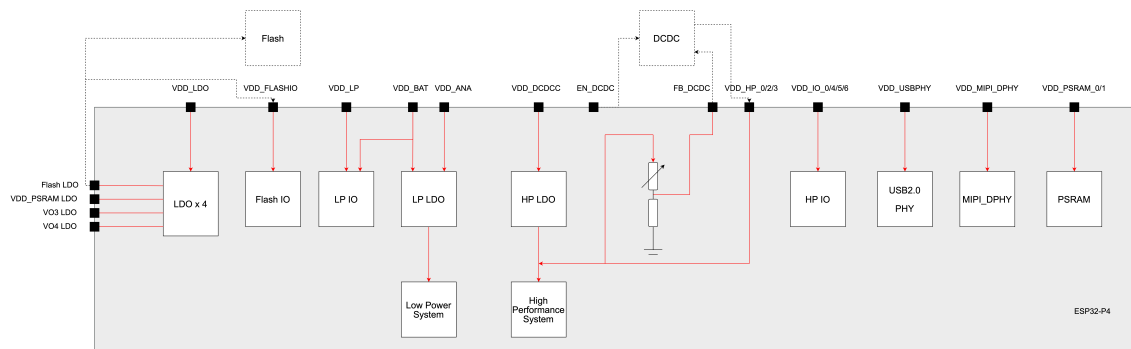 Flash
DCDC
VDD_LDO
VDD_FLASHIO
VDD_LP
VDD_BAT
VDD_ANA
VDD_DCDCC
EN_DCDC
FB_DCDC
VDD_HP_0/2/3
VDD_IO_0/4/5/6
VDD_USBPHY
VDD_MIPI_DPHY
VDD_PSRAM_0/1
Flash LDO
VDD_PSRAM LDO
VO3 LDO
VO4 LDO
LDO x 4
Flash IO
LP IO
LP LDO
HP LDO
HP IO
USB2.0
PHY
MIPI_DPHY
PSRAM
Low Power
System
High
Performance
System
ESP32-P4